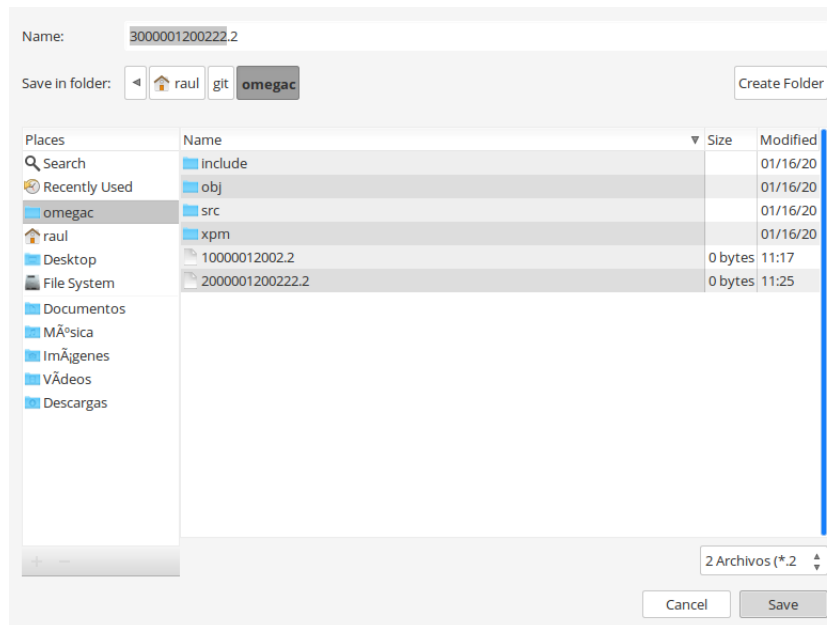 Name: 3000001200222.2
Save in folder: raul git omegac Create Folder
Places Name Size Modified
Search include 01/16/20
Recently Used obj 01/16/20
omegac src 01/16/20
raul xpm 01/16/20
Desktop 10000012002.2 0 bytes 11:17
File System 2000001200222.2 0 bytes 11:25
Documentos
MÃºsica
ImÃ¡genes
VÃ­deos
Descargas
2 Archivos (*.2
Cancel Save